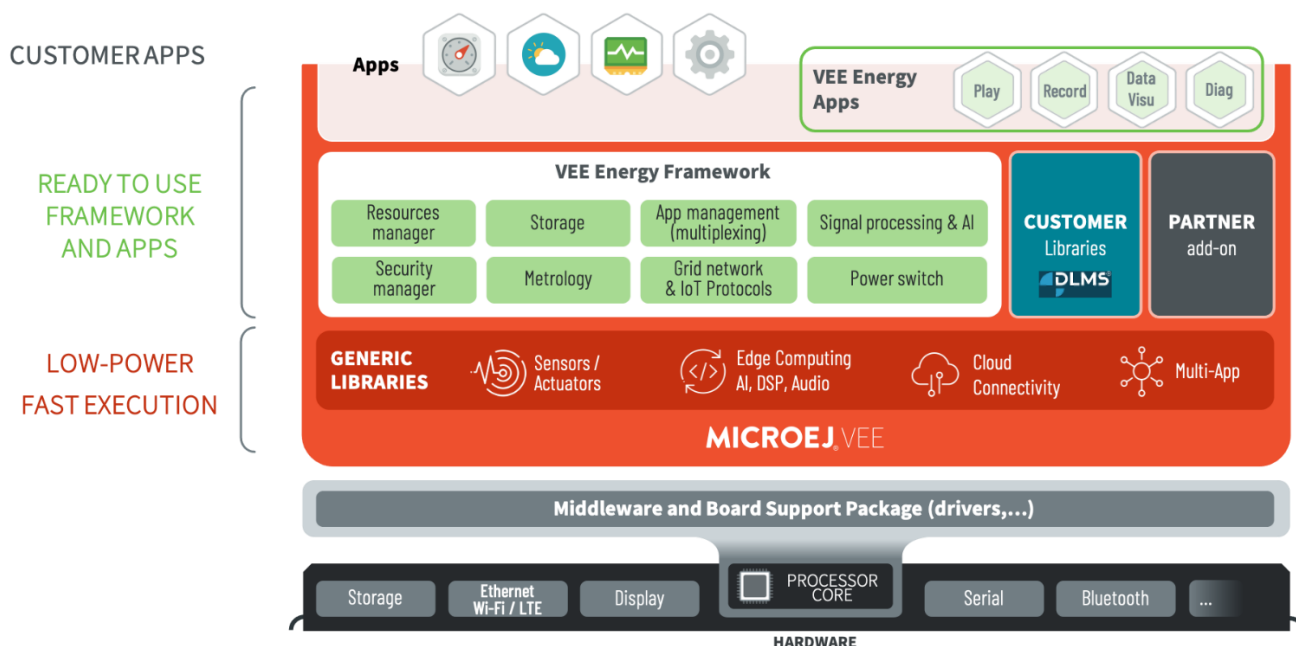 CUSTOMER APPS
Apps
VEE Energy
Apps
Play
Record
Data
Visu
Diag
READY TO USE
FRAMEWORK
AND APPS
VEE Energy Framework
Resources
manager
Storage
App management
(multiplexing)
Signal processing & AI
Security
manager
Metrology
Grid network
& IoT Protocols
Power switch
CUSTOMER
Libraries
DLMS
PARTNER
add-on
LOW-POWER
FAST EXECUTION
GENERIC
LIBRARIES
Sensors /
Actuators
</>
Edge Computing
AI, DSP, Audio
Cloud
Connectivity
Multi-App
MICROEJ® VEE
Middleware and Board Support Package (drivers,...)
Storage
Ethernet
Wi-Fi / LTE
Display
PROCESSOR
CORE
Serial
Bluetooth
...
HARDWARE